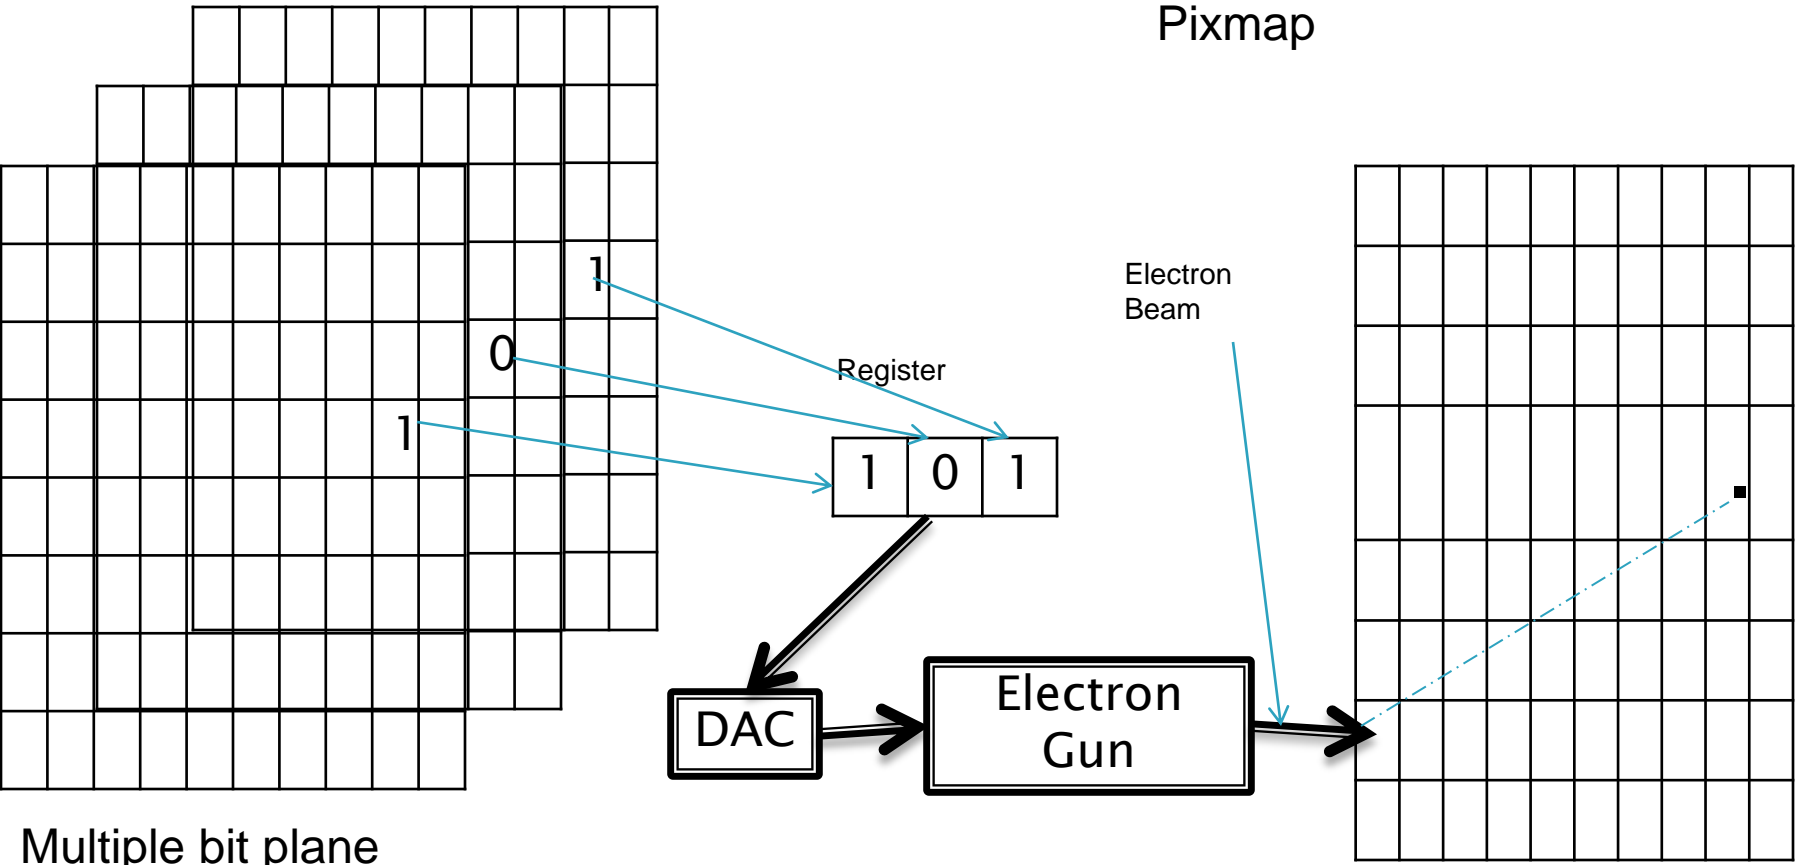 Pixmap
1
Electron
Beam
0
Register
1
1 0 1
Electron
Gun
DAC
Multiple bit plane